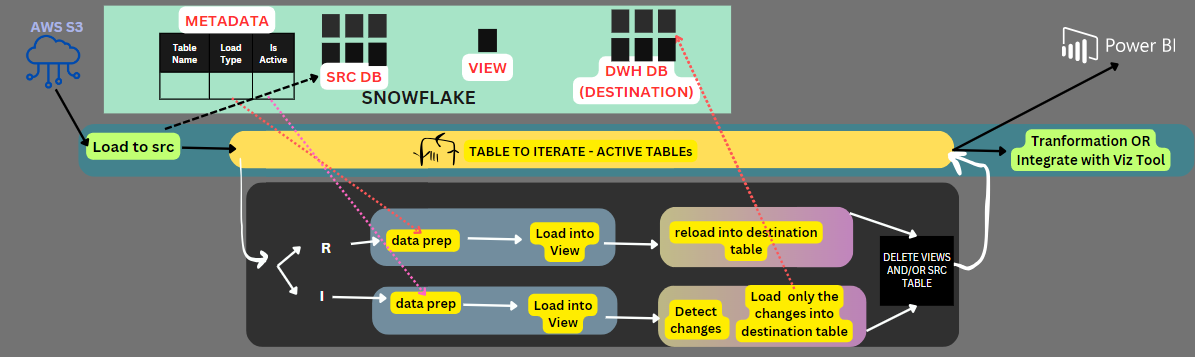 AWS S3
METADATA
Table
Name
Load
Type
Is
Active
SRC DB
VIEW
DWH DB
(DESTINATION)
SNOWFLAKE
Power BI
Load to src
TABLE TO ITERATE - ACTIVE TABLEs
Tranformation OR
Integrate with Viz Tool
R
data prep
Load into
View
reload into destination
table
DELETE VIEWS
AND/OR SRC
TABLE
I
data prep
Load into
View
Detect
changes
Load only the
changes into
destination table